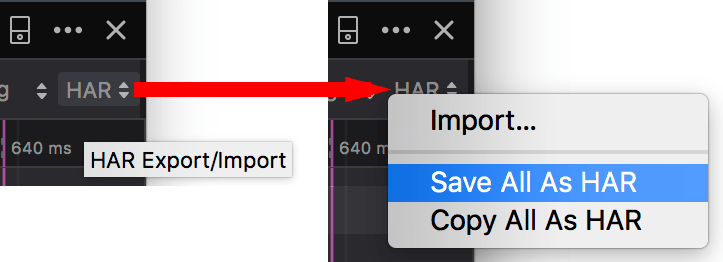 g
HAR
640 ms
HAR Export/Import
HAR
640 m
Import...
Save All As HAR
Copy All As HAR